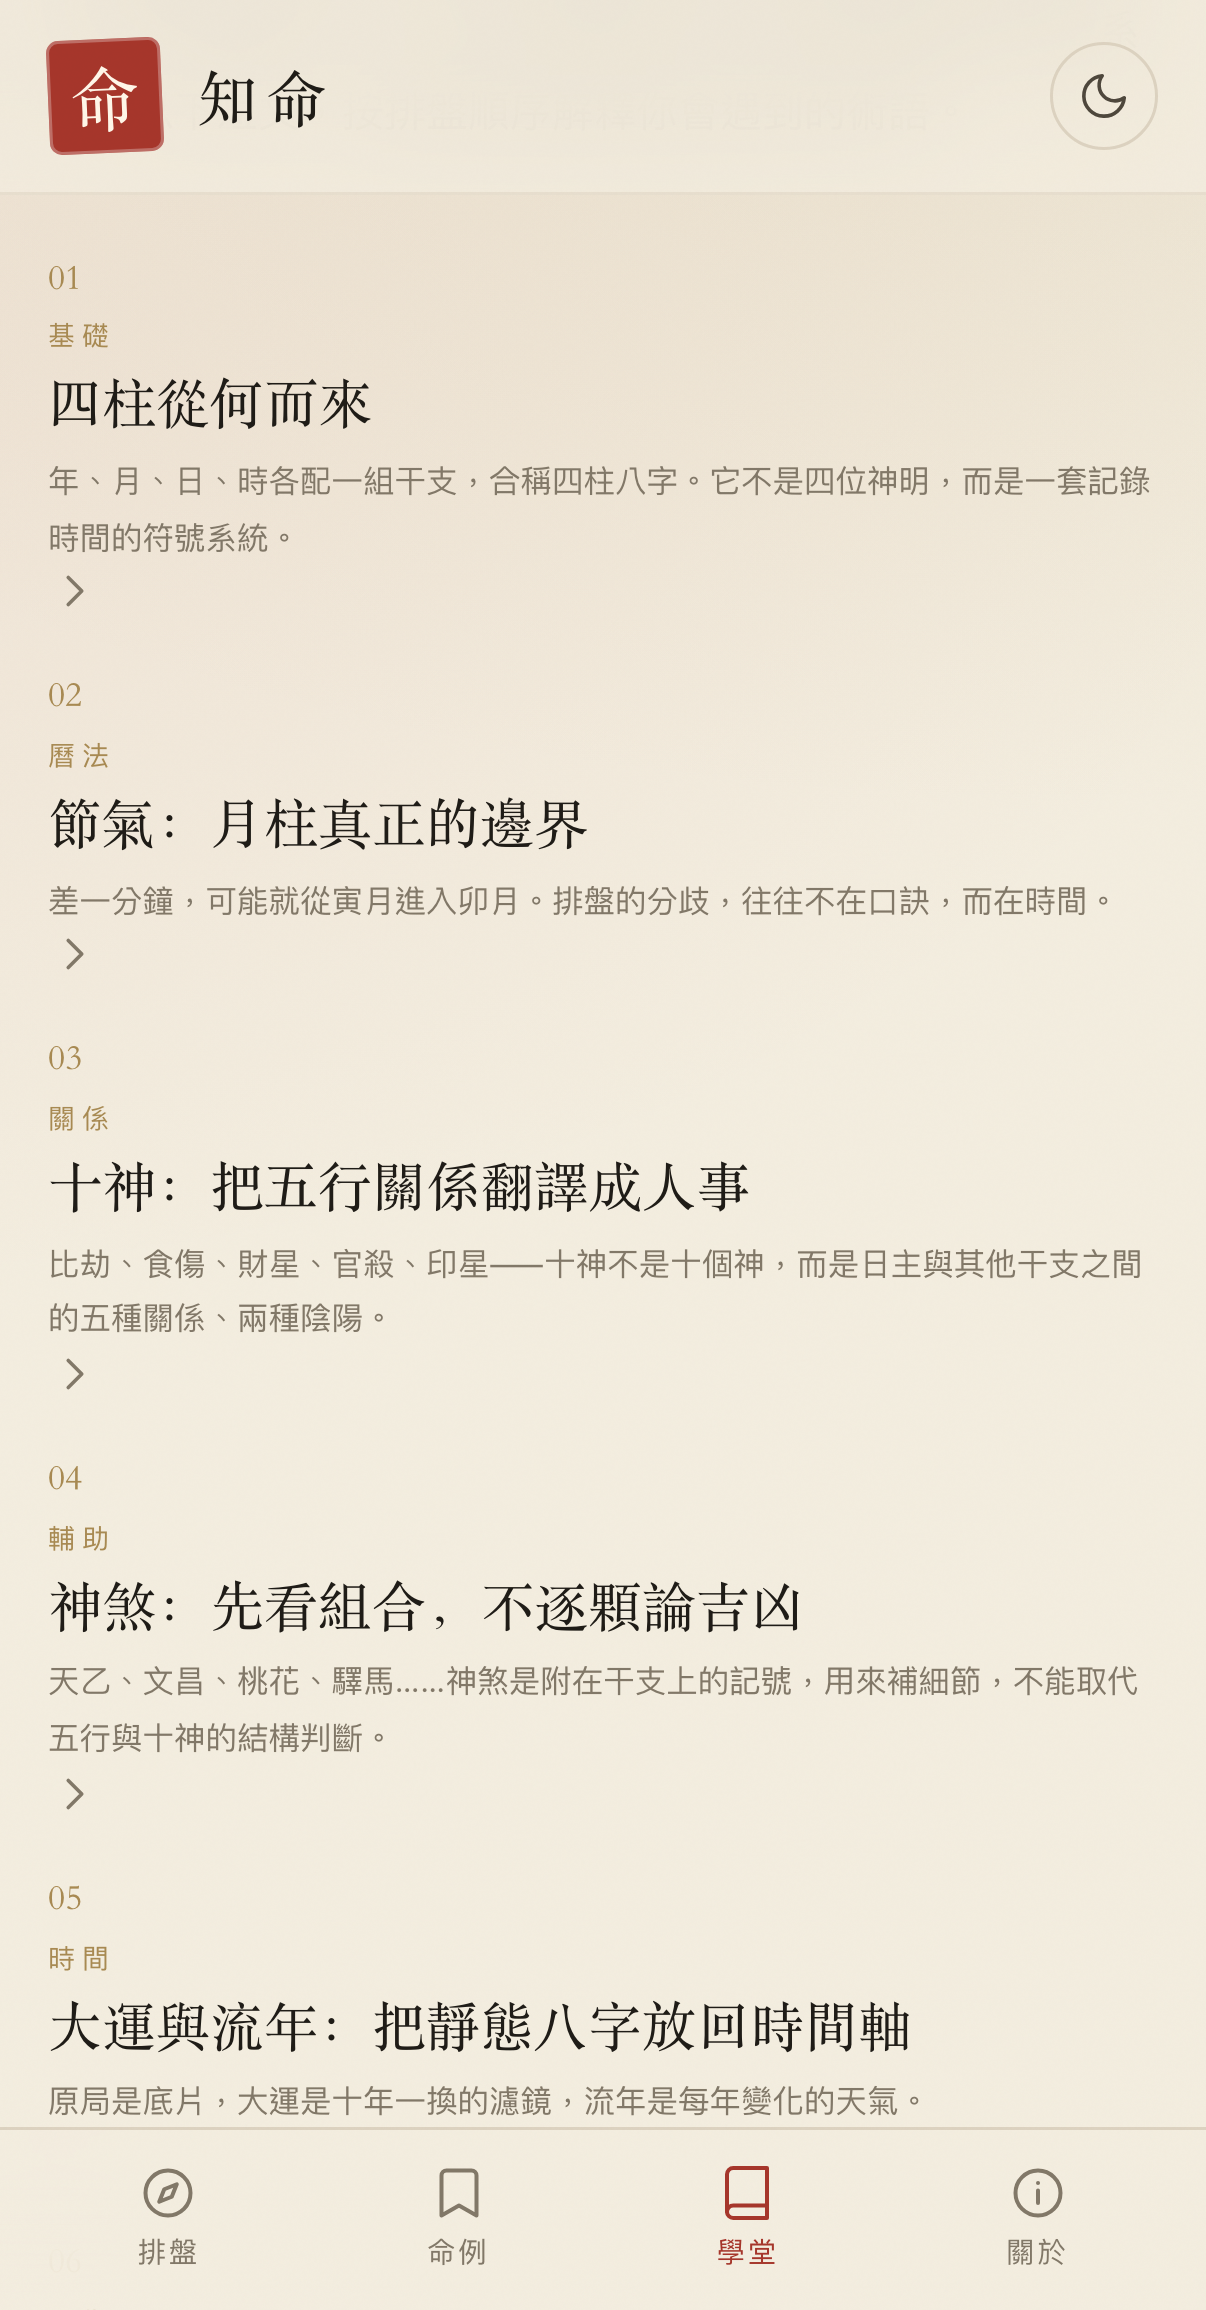 命
知命
01
基礎
四柱從何而來
年、月、日、時各配一組干支，合稱四柱八字。它不是四位神明，而是一套記錄
時間的符號系統。
02
曆法
節氣：月柱真正的邊界
差一分鐘，可能就從寅月進入卯月。排盤的分歧，往往不在口訣，而在時間。
03
關係
十神：把五行關係翻譯成人事
比劫、食傷、財星、官殺、印星——十神不是十個神，而是日主與其他干支之間
的五種關係、兩種陰陽。
04
輔助
神煞：先看組合，不逐顆論吉凶
天乙、文昌、桃花、驛馬……神煞是附在干支上的記號，用來補細節，不能取代
五行與十神的結構判斷。
05
時間
大運與流年：把靜態八字放回時間軸
原局是底片，大運是十年一換的濾鏡，流年是每年變化的天氣。
排盤
命例
學堂
關於